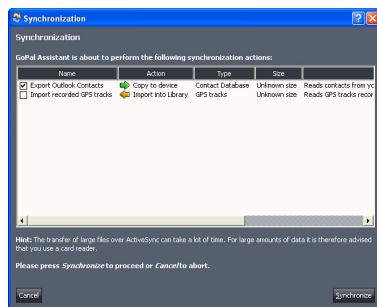 Synchronization
Synchronization
GoPal Assistant is about to perform the following synchronization actions:
Name Action Type Size
Export Outlook Contacts Copy to device Contact Database Unknown size Reads contacts from yo
Import recorded GPS tracks Import into Library GPS tracks Unknown size Reads GPS tracks recor
Hint: The transfer of large files over ActiveSync can take a lot of time. For large amounts of data it is therefore advised
that you use a card reader.
Please press Synchronize to proceed or Cancel to abort.
Cancel Synchronize